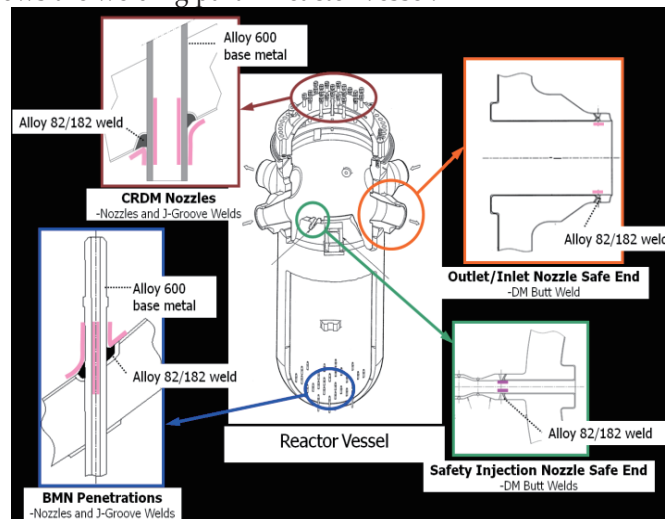 Alloy 600
base metal
Alloy 82/182 weld
CRDM Nozzles
-Nozzles and J-Groove Welds
Alloy 82/182 weld
Outlet/Inlet Nozzle Safe End
-DM Butt Weld
Alloy 600
base metal
Alloy 82/182 weld
BMN Penetrations
-Nozzles and J-Groove Welds
Reactor Vessel
Alloy 82/182 weld
Safety Injection Nozzle Safe End
-DM Butt Welds